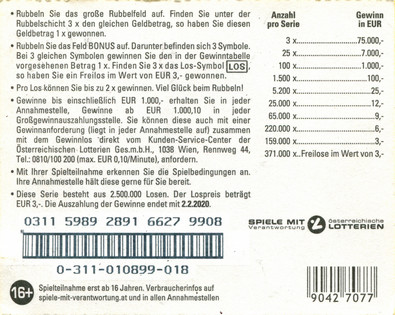 • Rubbeln Sie das große Rubbelfeld auf. Finden Sie unter der
Rubbelschicht 3 x den gleichen Geldbetrag, so haben Sie diesen
Geldbetrag 1 x gewonnen.
• Rubbeln Sie das Feld BONUS auf. Darunter befinden sich 3 Symbole.
Bei 3 gleichen Symbolen gewinnen Sie den in der Gewinntabelle
vorgesehenen Betrag 1 x. Finden Sie 3 x das Los-Symbol LOS,
so haben Sie ein Freilos im Wert von EUR 3,- gewonnen.
• Pro Los können Sie bis zu 2 x gewinnen. Viel Glück beim Rubbeln!
• Gewinne bis einschließlich EUR 1.000,- erhalten Sie in jeder
Annahmestelle, Gewinne ab EUR 1.000,10 in jeder
Großgewinnauszahlungsstelle. Sie können diese auch mit einer
Gewinnanforderung (liegt in jeder Annahmestelle auf) zusammen
mit dem Gewinnlos direkt vom Kunden-Service-Center der
Österreichischen Lotterien Ges.m.b.H., 1038 Wien, Rennweg 44,
Tel.: 0810/100 200 (max. EUR 0,10/Minute), anfordern.
• Mit Ihrer Spielteilnahme erkennen Sie die Spielbedingungen an.
Ihre Annahmestelle hält diese gerne für Sie bereit.
• Diese Serie besteht aus 2.500.000 Losen. Der Lospreis beträgt
EUR 3,-. Die Auszahlung der Gewinne endet mit 2.2.2020.
0311 5989 2891 6627 9908
0-311-010899-018
16+ Spielteilnahme erst ab 16 Jahren. Verbraucherinfos auf
spiele-mit-verantwortung.at und in allen Annahmestellen
Anzahl pro Serie Gewinn in EUR
3 x 75.000,-
25 x 7.000,-
100 x 1.000,-
1.500 x 100,-
5.200 x 25,-
25.000 x 12,-
65.000 x 9,-
220.000 x 6,-
159.000 x 3,-
371.000 x Freilose im Wert von 3,-
SPIELE MIT Verantwortung
österreichische LOTTERIEN
9042 7077